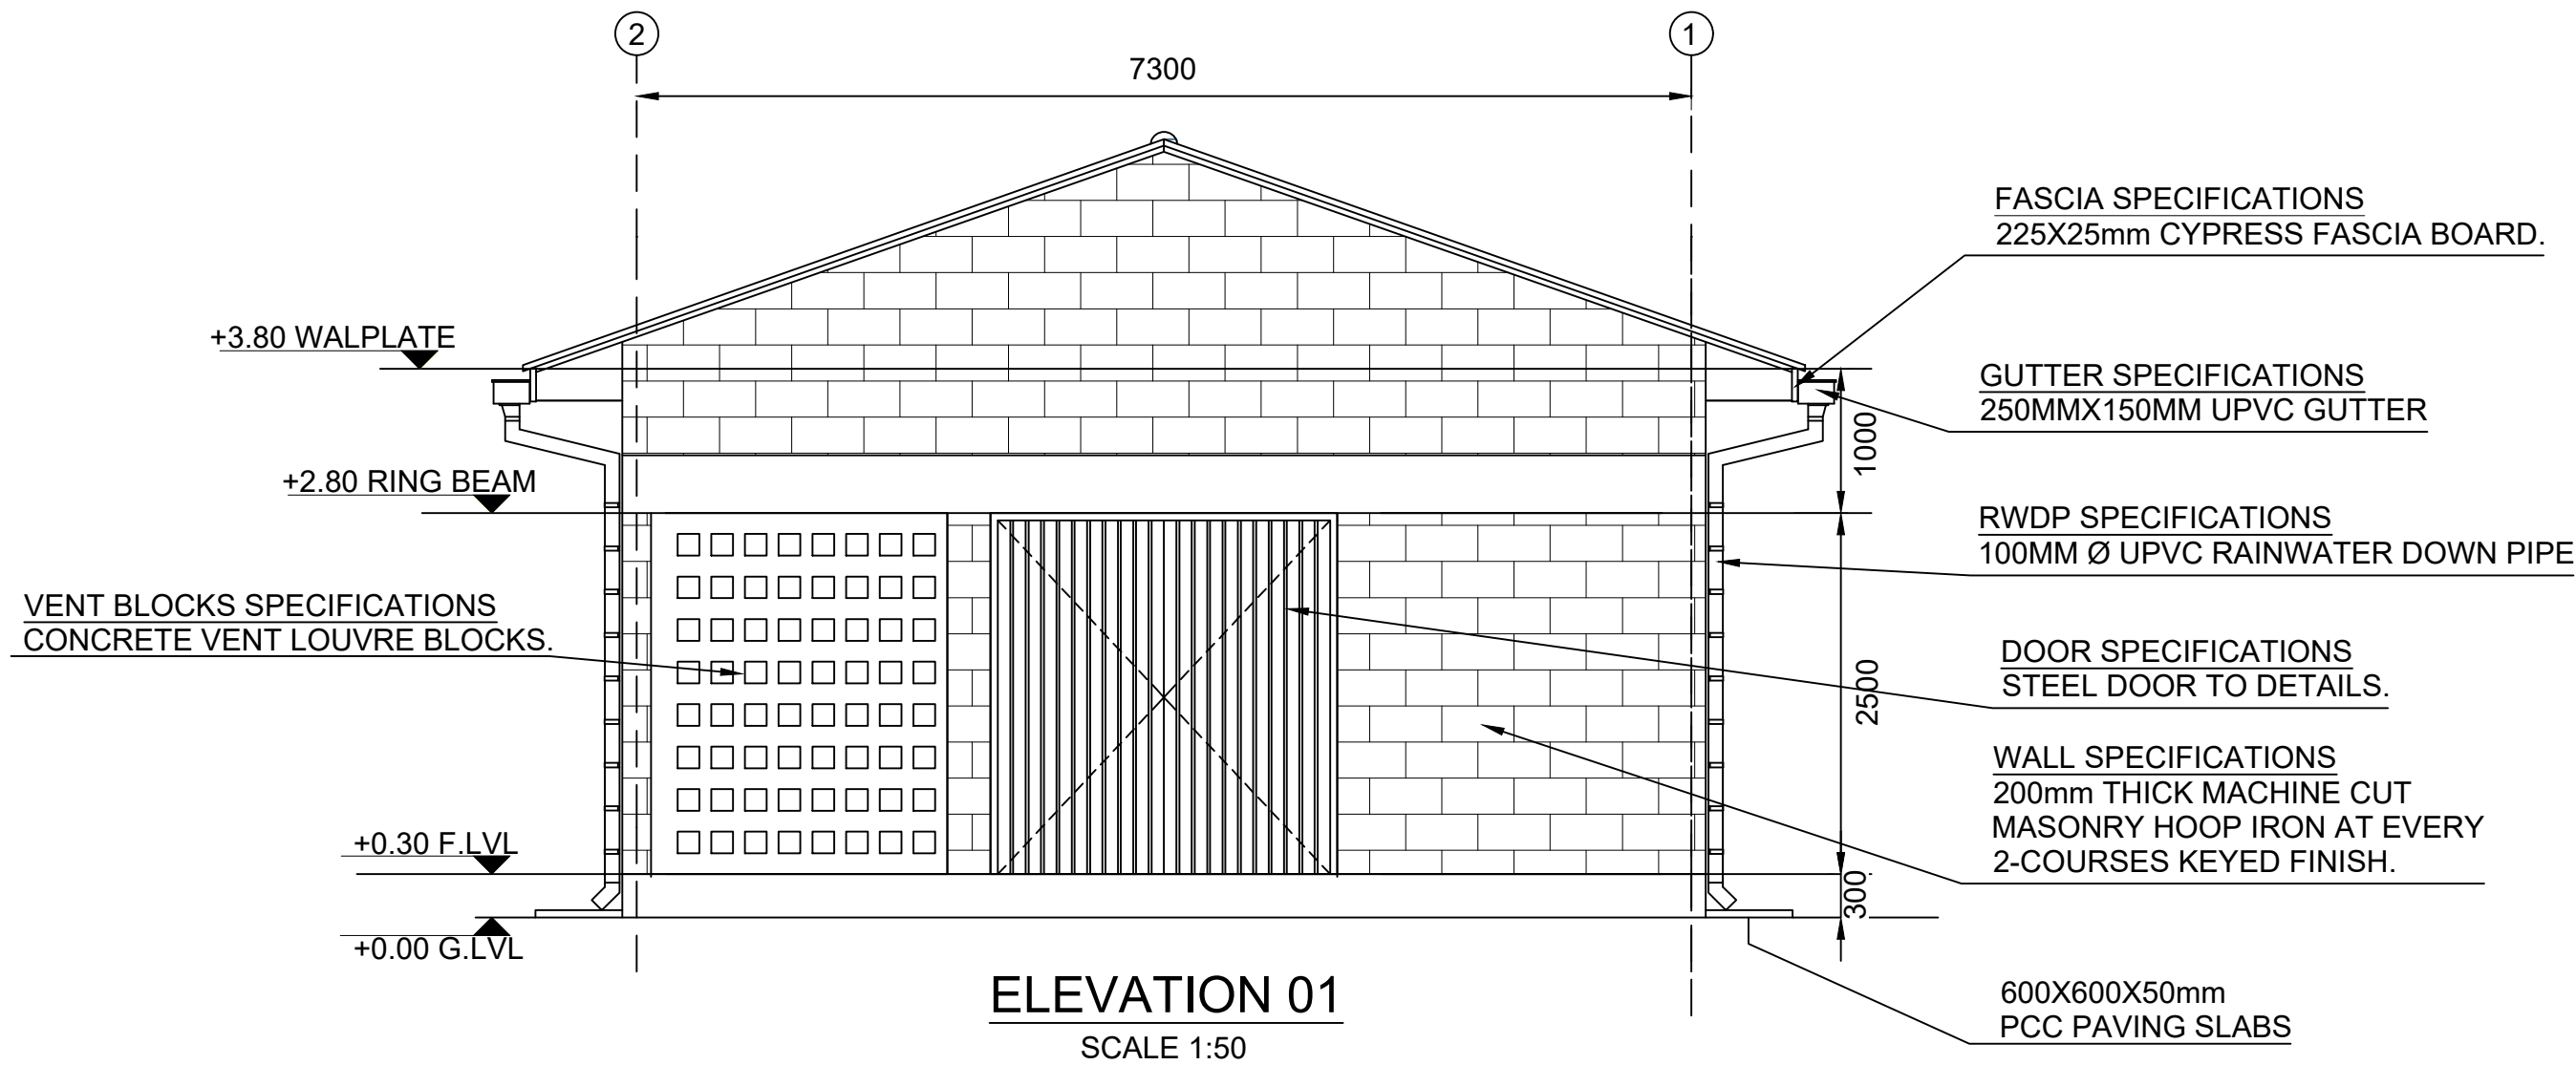 2
1
7300
FASCIA SPECIFICATIONS
225X25mm CYPRESS FASCIA BOARD.
+3.80 WALPLATE
GUTTER SPECIFICATIONS
250MMX150MM UPVC GUTTER
1000
+2.80 RING BEAM
RWDP SPECIFICATIONS
100MM Ø UPVC RAINWATER DOWN PIPE
VENT BLOCKS SPECIFICATIONS
CONCRETE VENT LOUVRE BLOCKS.
DOOR SPECIFICATIONS
STEEL DOOR TO DETAILS.
2500
WALL SPECIFICATIONS
200mm THICK MACHINE CUT
MASONRY HOOP IRON AT EVERY
2-COURSES KEYED FINISH.
+0.30 F.LVL
300
+0.00 G.LVL
ELEVATION 01
SCALE 1:50
600X600X50mm
PCC PAVING SLABS